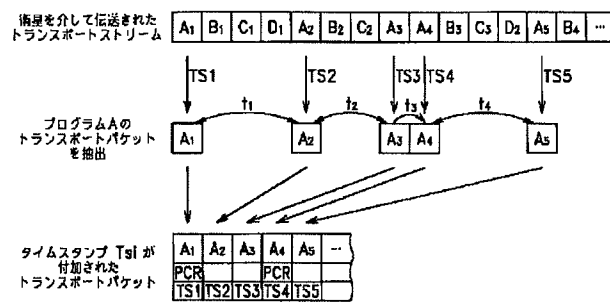 衛星を介して伝送された
トランスポートストリーム
A1 B1 C1 D1 A2 B2 C2 A3 A4 B3 C3 D2 A5 B4 …
TS1 TS2 TS3 TS4 TS5
t1 t2 t3 t4
プログラムAの
トランスポートパケット
を抽出
A1 A2 A3 A4 A5
タイムスタンプ Tsi が
付加された
トランスポートパケット
A1 A2 A3 A4 A5 …
PCR PCR
TS1 TS2 TS3 TS4 TS5